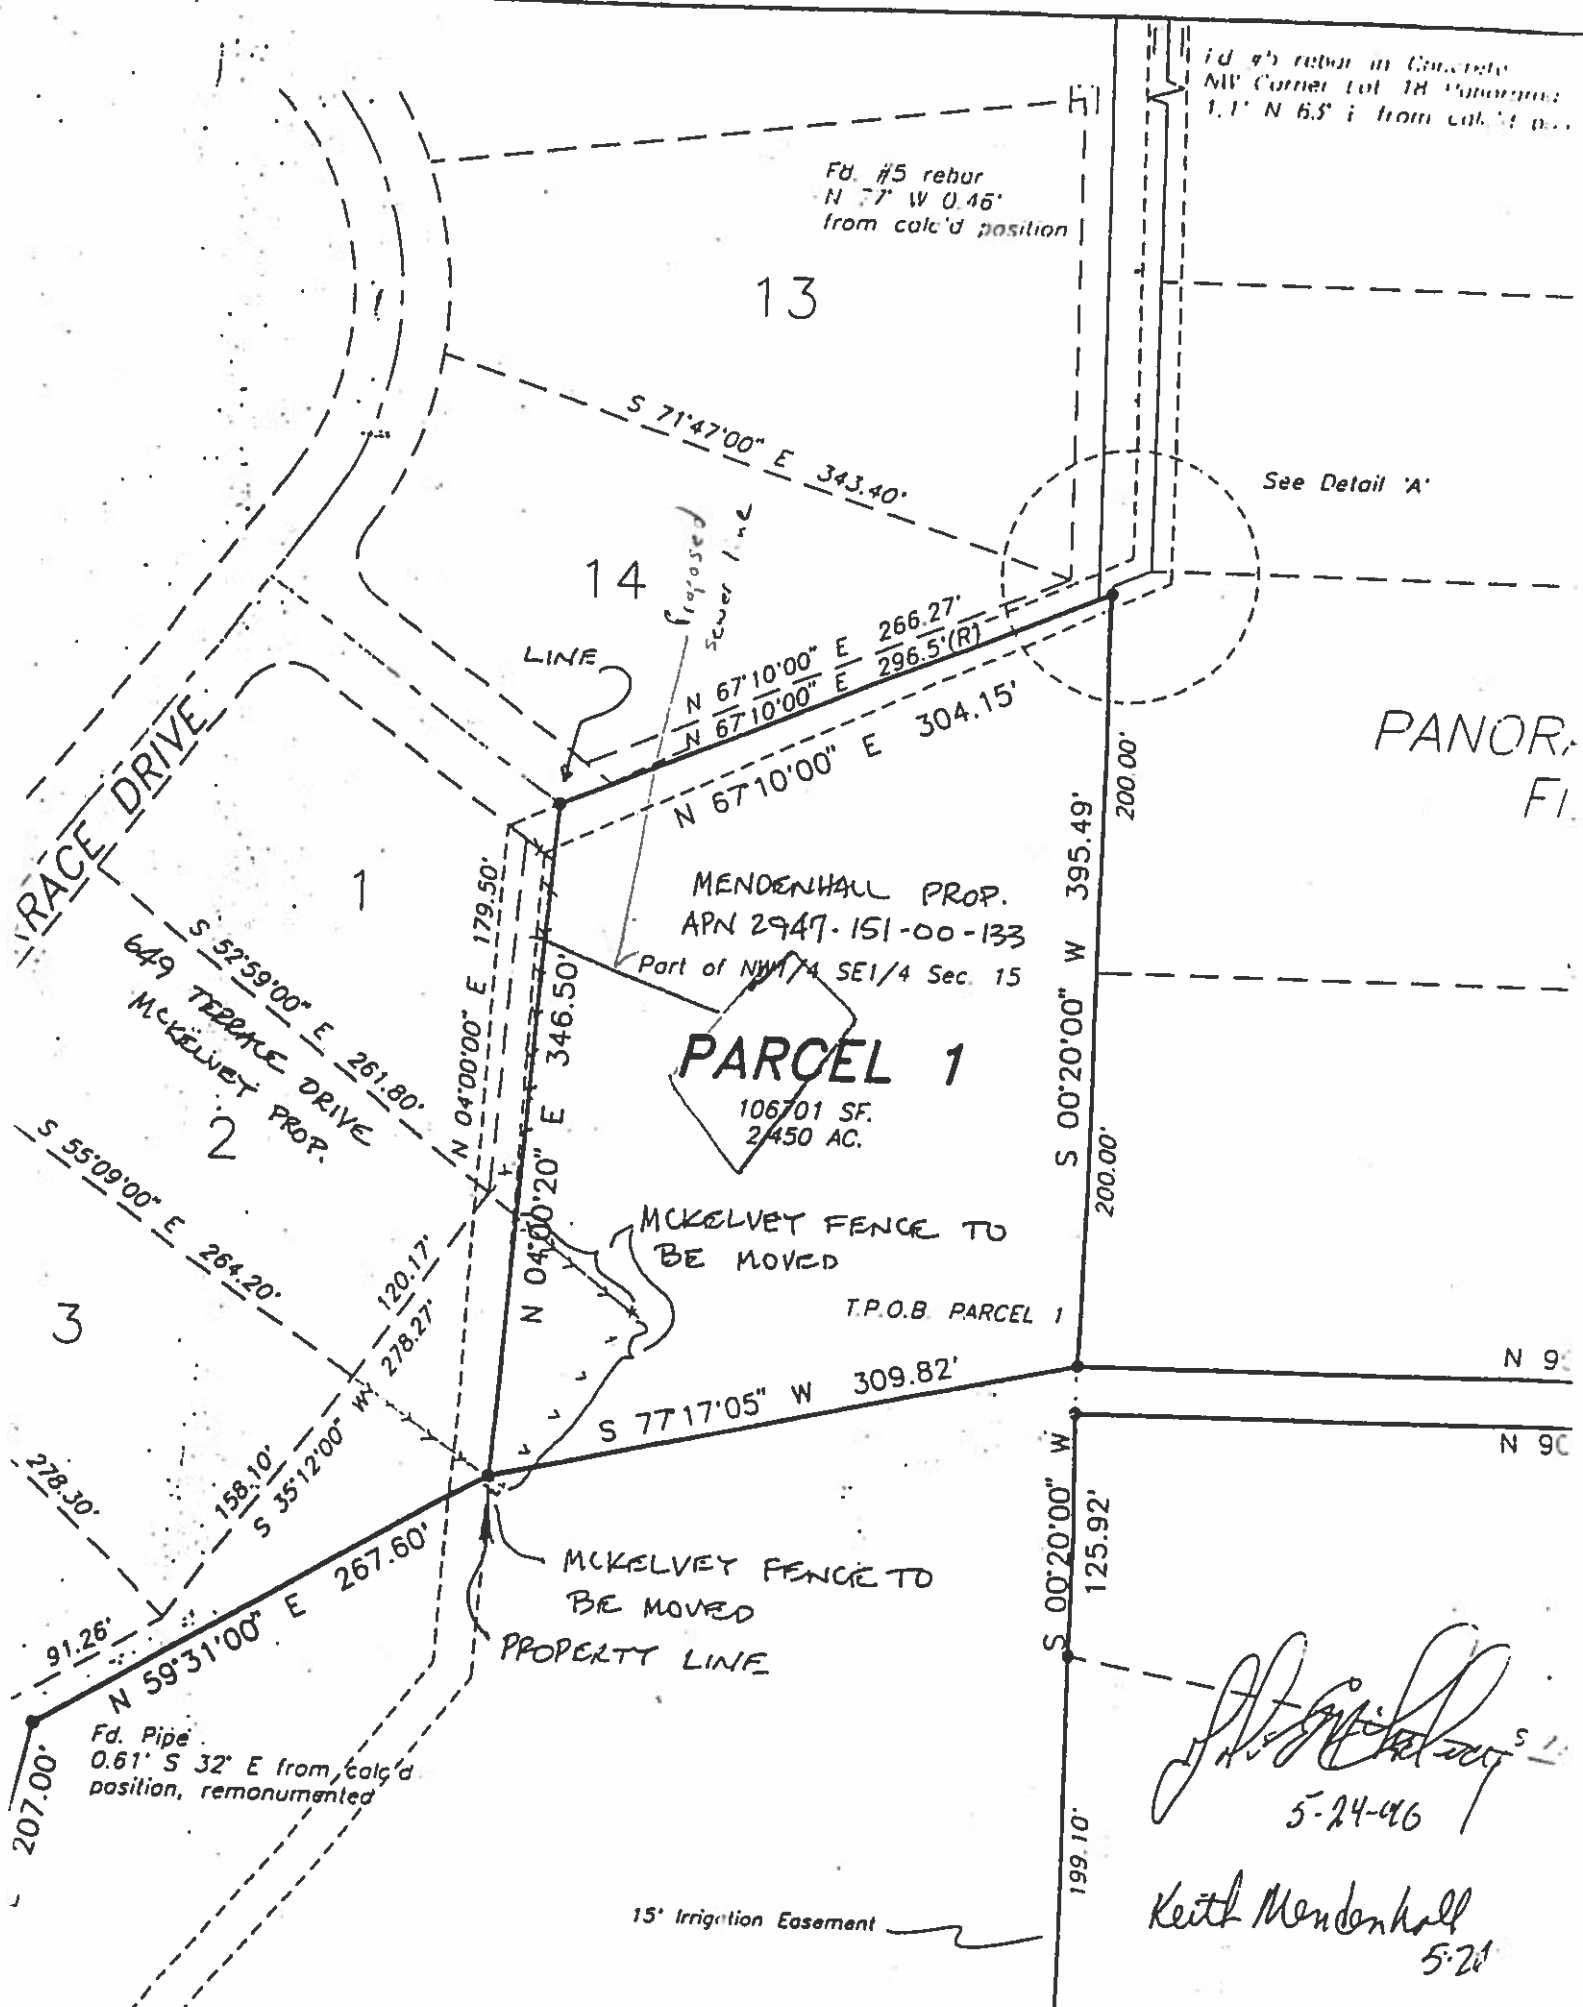 NW Corner Lot 18
Fd. #5 rebar
N 77° W 0.46'
from calc'd position
13
S 71°47'00" E 343.40'
See Detail 'A'
14
Proposed
sewer line
LINE
N 67°10'00" E 266.27'
N 67°10'00" E 296.5'(R)
N 67°10'00" E 304.15'
200.00'
S 00°20'00" W 395.49'
RACE DRIVE
1
N 04°00'00" E 179.50'
MENDENHALL PROP.
APN 2947-151-00-133
Part of NW1/4 SE1/4 Sec. 15
PARCEL 1
106701 SF.
2.450 AC.
S 52°59'00" E 261.80'
649 TERRACE DRIVE
MCKELVEY PROP.
2
N 04°00'20" E 346.50'
S 55°09'00" E 264.20'
200.00'
MCKELVEY FENCE TO
BE MOVED
3
120.17'
278.27'
T.P.O.B PARCEL 1
S 77°17'05" W 309.82'
N 9
N 90
278.30'
158.10'
S 35°12'00" W
N 59°31'00" E 267.60'
S 00°20'00" W
125.92'
MCKELVEY FENCE TO
BE MOVED
PROPERTY LINE
91.26'
Fd. Pipe
0.61' S 32° E from calc'd
position, remonumented
207.00'
5-24-96
199.10'
15' Irrigation Easement
Keith Mendenhall